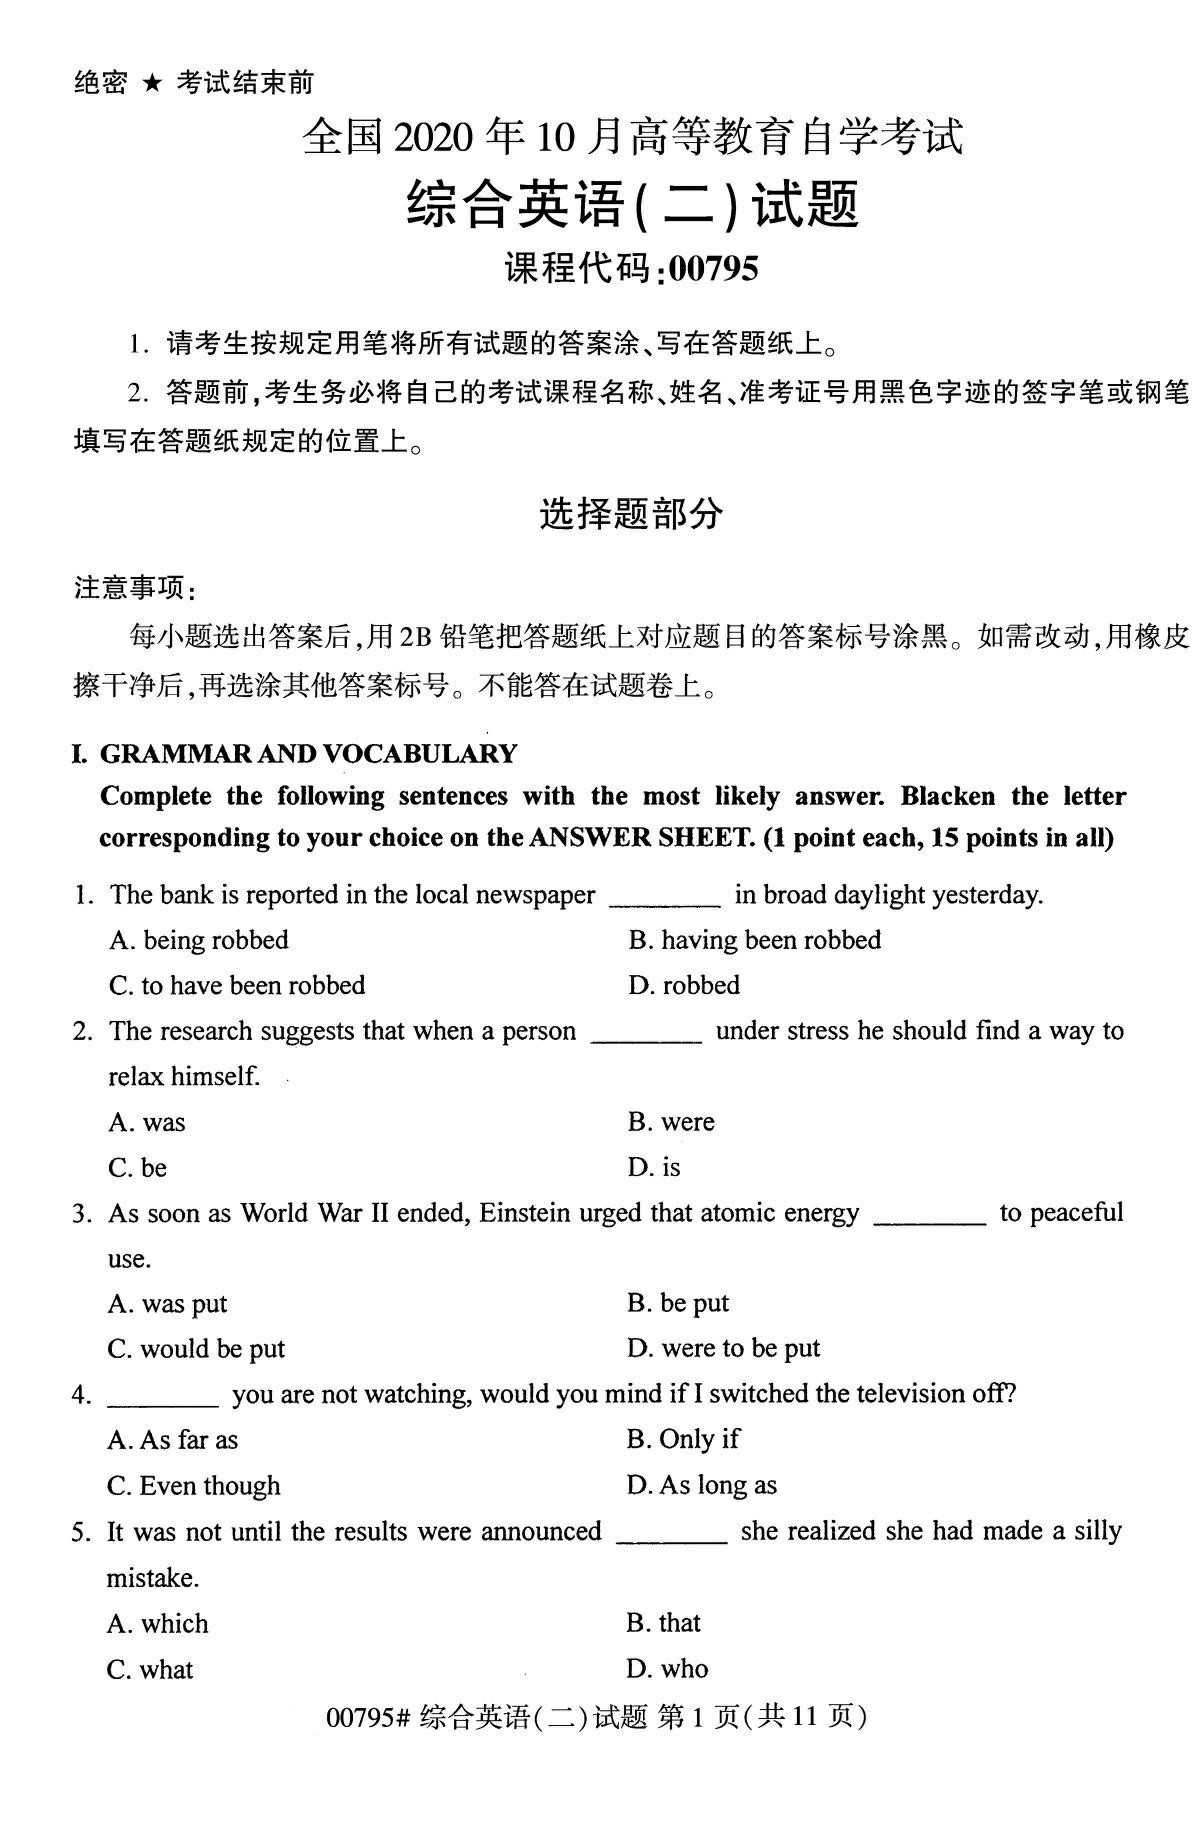 绝密 ★ 考试结束前
全国 2020 年 10 月高等教育自学考试
综合英语(二)试题
课程代码:00795
1. 请考生按规定用笔将所有试题的答案涂、写在答题纸上。
2. 答题前,考生务必将自己的考试课程名称、姓名、准考证号用黑色字迹的签字笔或钢笔
填写在答题纸规定的位置上。
选择题部分
注意事项:
每小题选出答案后,用 2B 铅笔把答题纸上对应题目的答案标号涂黑。如需改动,用橡皮
擦干净后,再选涂其他答案标号。不能答在试题卷上。
I. GRAMMAR AND VOCABULARY
Complete the following sentences with the most likely answer. Blacken the letter
corresponding to your choice on the ANSWER SHEET. (1 point each, 15 points in all)
1. The bank is reported in the local newspaper ________ in broad daylight yesterday.
A. being robbed B. having been robbed
C. to have been robbed D. robbed
2. The research suggests that when a person ________ under stress he should find a way to
relax himself.
A. was B. were
C. be D. is
3. As soon as World War II ended, Einstein urged that atomic energy ________ to peaceful
use.
A. was put B. be put
C. would be put D. were to be put
4. ________ you are not watching, would you mind if I switched the television off?
A. As far as B. Only if
C. Even though D. As long as
5. It was not until the results were announced ________ she realized she had made a silly
mistake.
A. which B. that
C. what D. who
00795# 综合英语(二)试题 第 1 页(共 11 页)